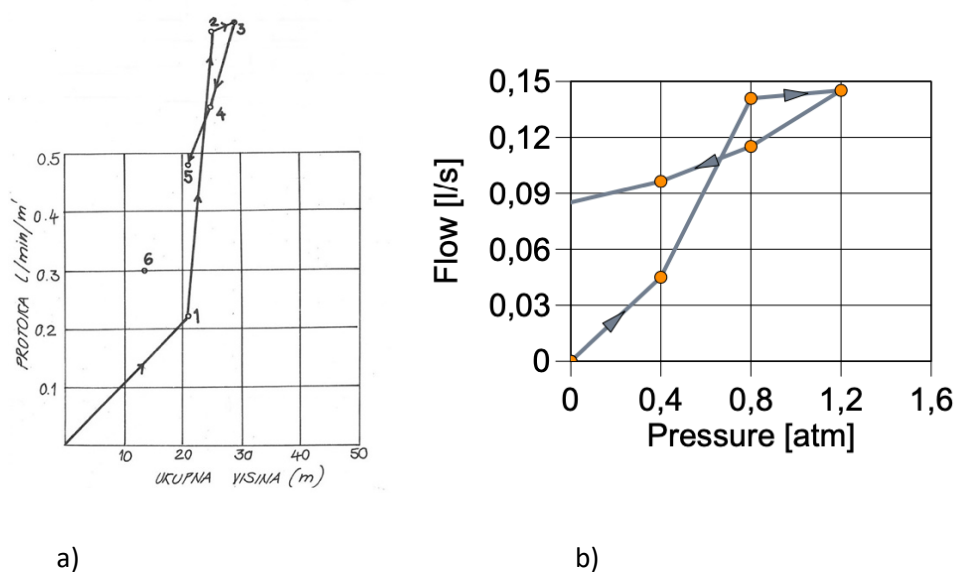 2
3
4
5
6
1
0.5
0.4
0.3
0.2
0.1
PROTOKA l/min/m'
10 20 30 40 50
UKUPNA VISINA (m)
a)
0,15
0,12
0,09
0,06
0,03
0
Flow [l/s]
0 0,4 0,8 1,2 1,6
Pressure [atm]
b)